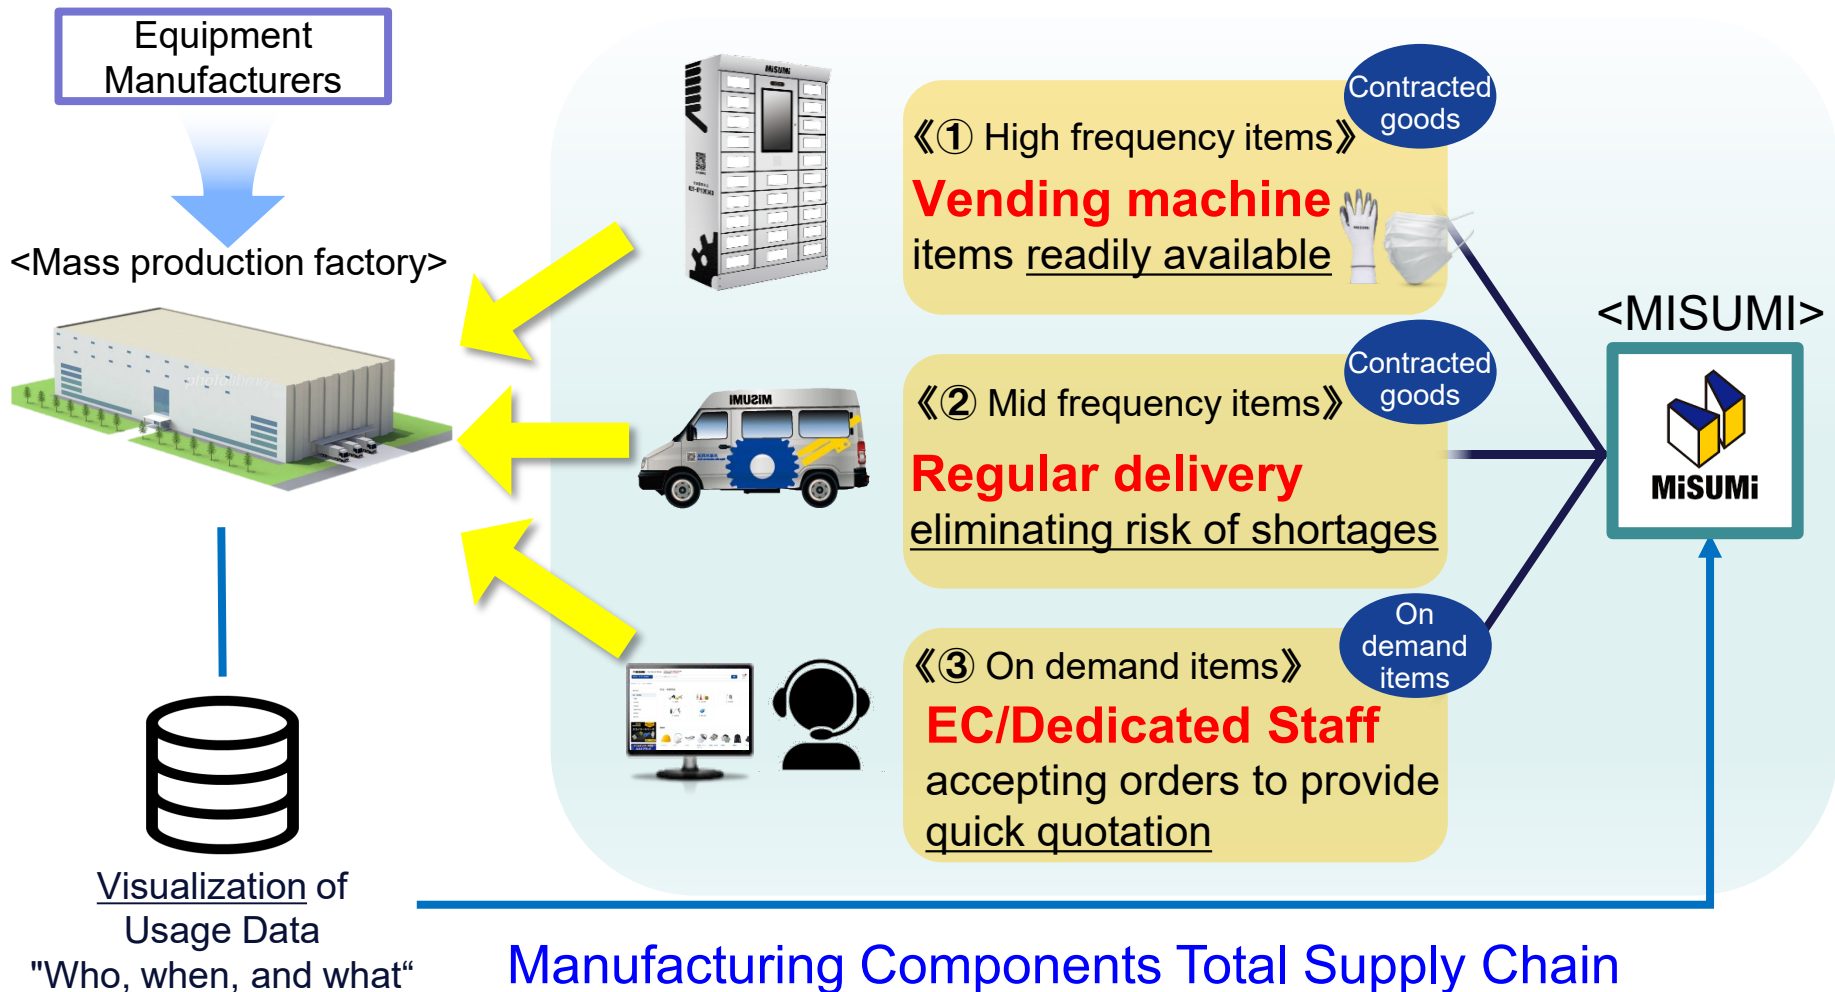 Equipment
Manufacturers
<Mass production factory>
MiSUMi
《① High frequency items》
Contracted
goods
Vending machine
items readily available
<MISUMI>
MiSUMi
MISUMI
《② Mid frequency items》
Contracted
goods
Regular delivery
eliminating risk of shortages
《③ On demand items》
On
demand
items
EC/Dedicated Staff
accepting orders to provide
quick quotation
Visualization of
Usage Data
"Who, when, and what“
Manufacturing Components Total Supply Chain